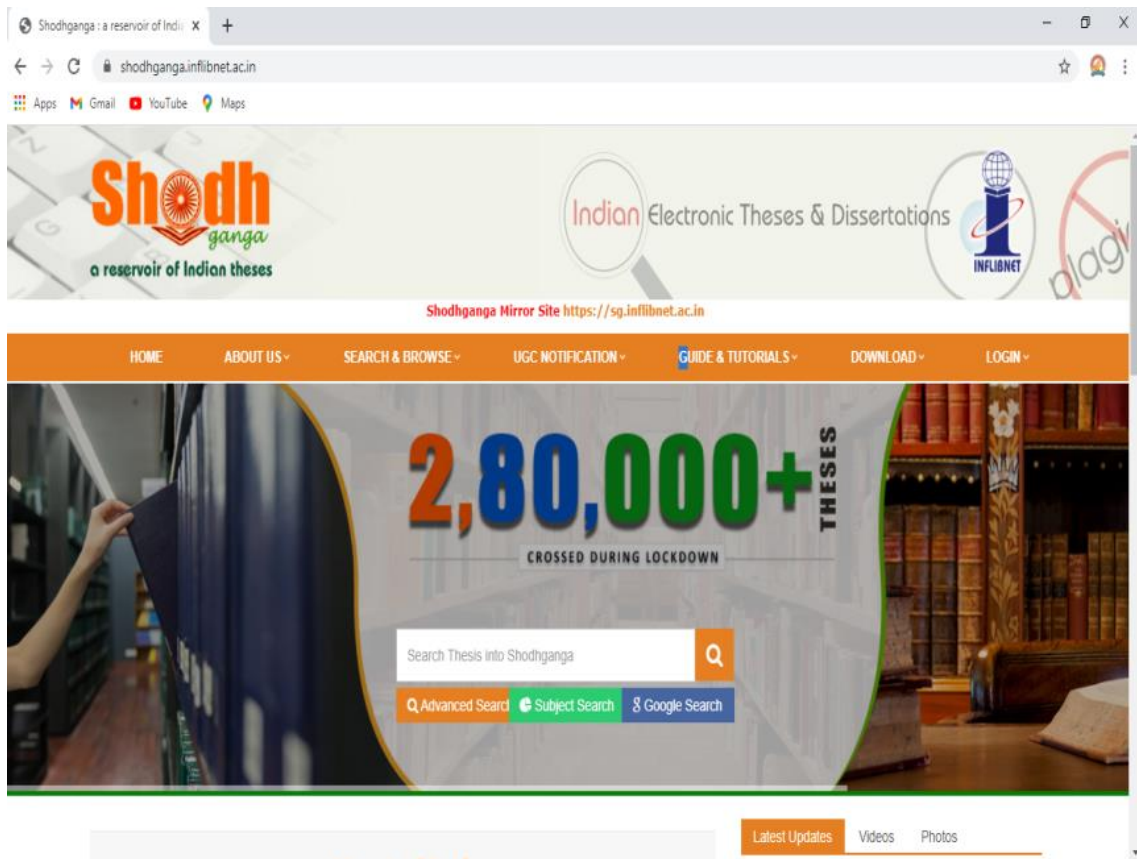 Shodhganga : a reservoir of Indi
shodhganga.inflibnet.ac.in
Apps Gmail YouTube Maps
Shodh
ganga
a reservoir of Indian theses
Indian Electronic Theses & Dissertations
INFLIBNET
plagi
Shodhganga Mirror Site https://sg.inflibnet.ac.in
HOME ABOUT US SEARCH & BROWSE UGC NOTIFICATION GUIDE & TUTORIALS DOWNLOAD LOGIN
2,80,000+
THESES
CROSSED DURING LOCKDOWN
Search Thesis into Shodhganga
Advanced Search Subject Search Google Search
Latest Updates Videos Photos